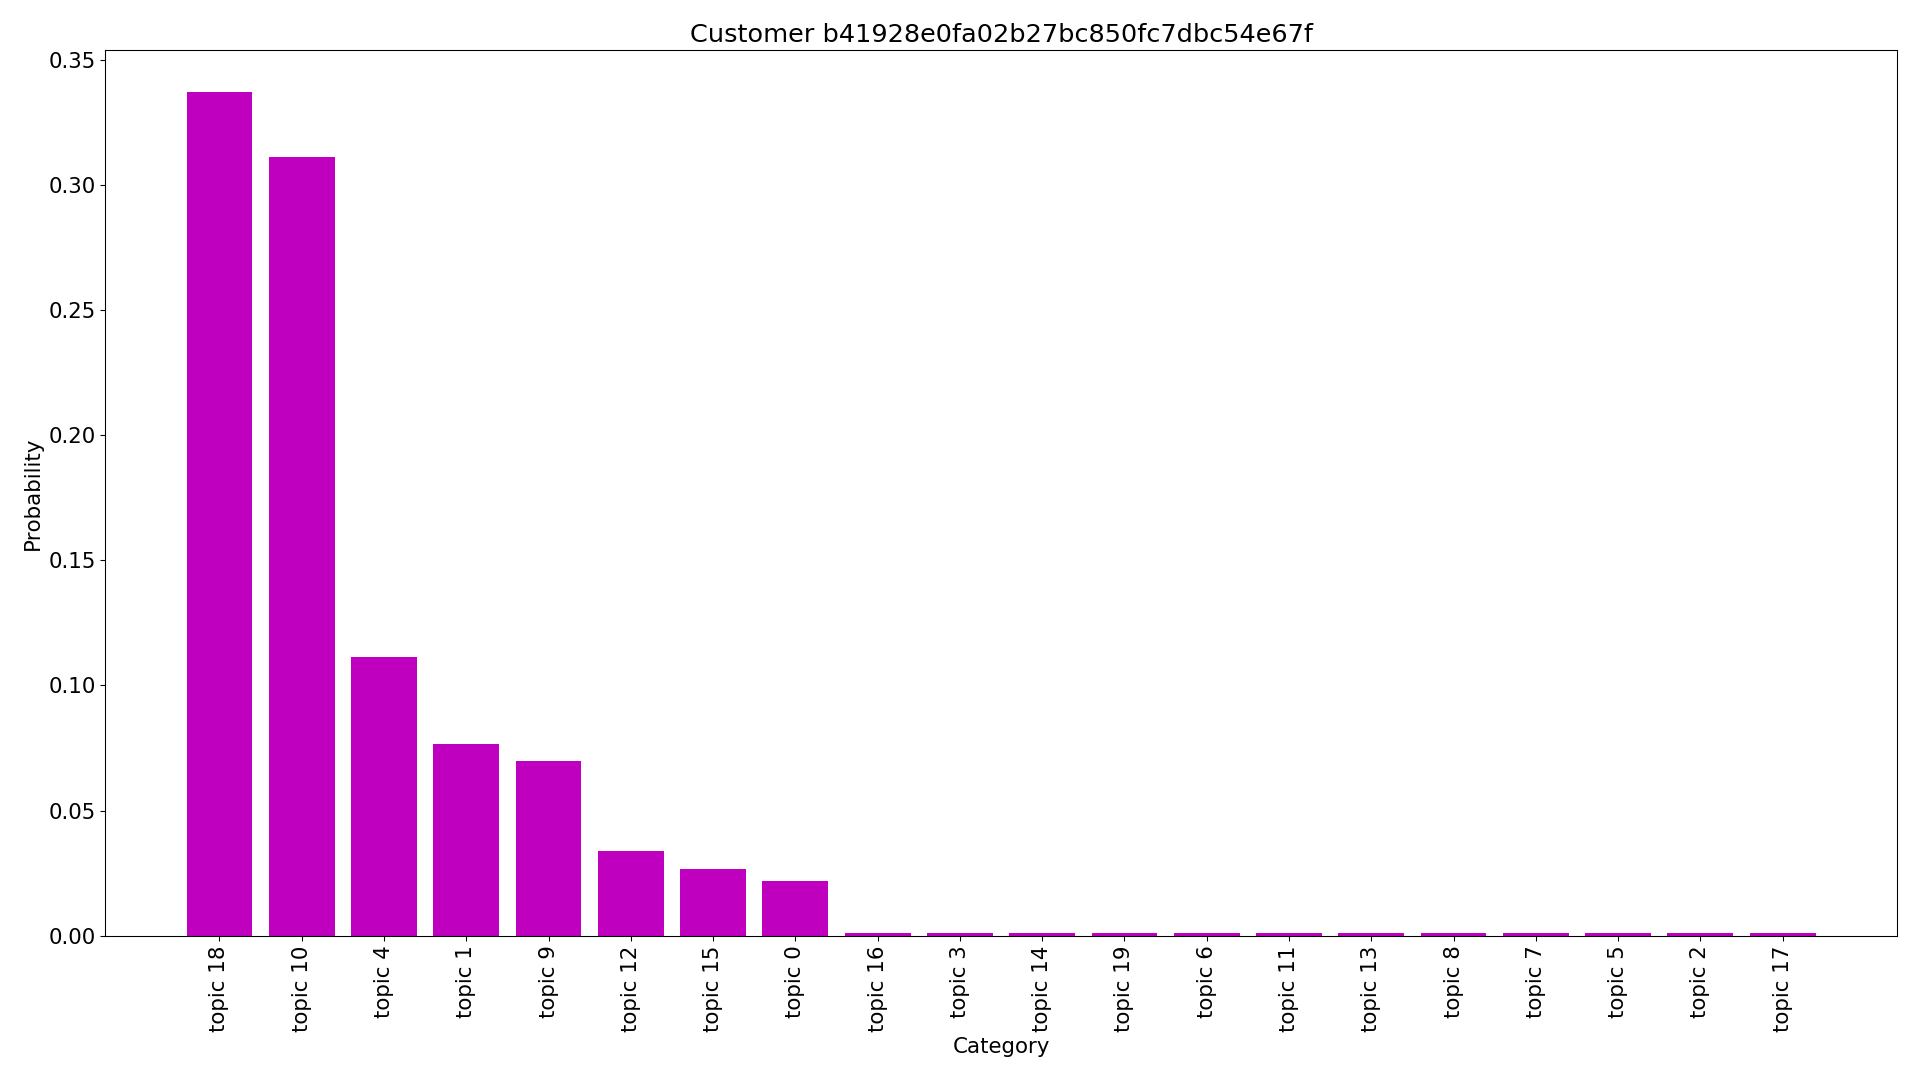 Customer b41928e0fa02b27bc850fc7dbc54e67f
0.35
0.30
0.25
0.20
0.15
0.10
0.05
0.00
Probability
topic 18
topic 10
topic 4
topic 1
topic 9
topic 12
topic 15
topic 0
topic 16
topic 3
topic 14
topic 19
topic 6
topic 11
topic 13
topic 8
topic 7
topic 5
topic 2
topic 17
Category